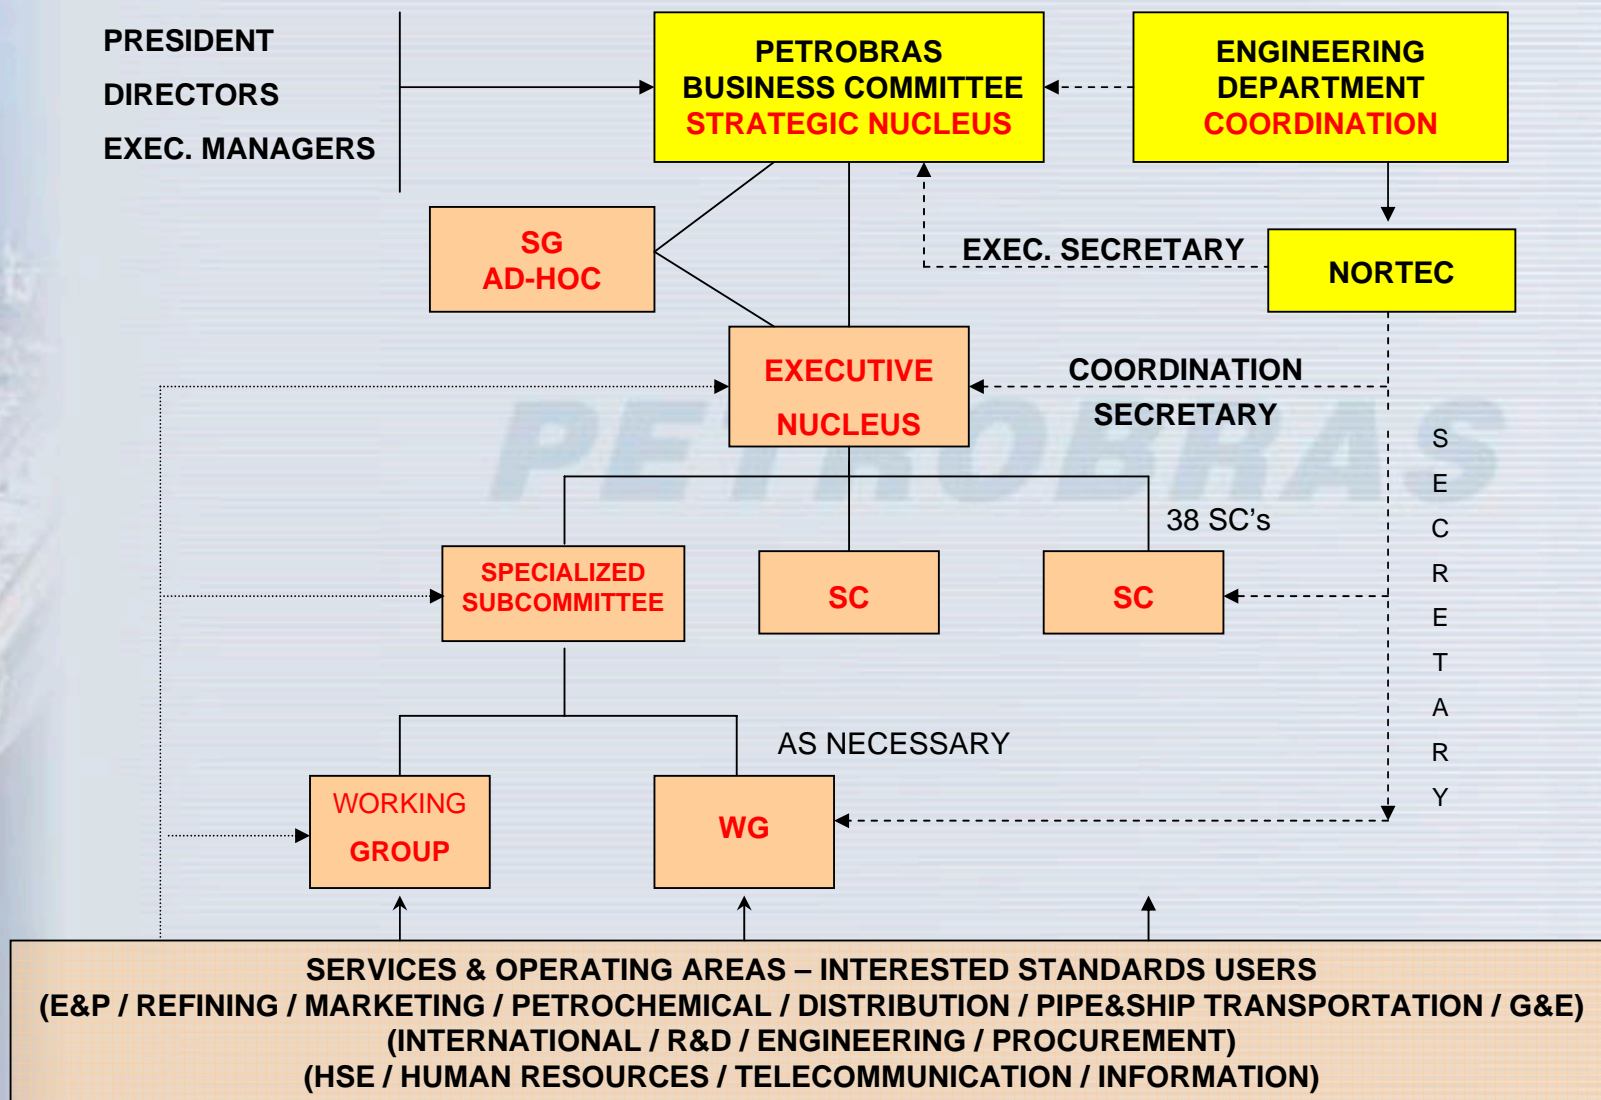 PRESIDENT
DIRECTORS
EXEC. MANAGERS
PETROBRAS
BUSINESS COMMITTEE
STRATEGIC NUCLEUS
ENGINEERING
DEPARTMENT
COORDINATION
SG
AD-HOC
EXEC. SECRETARY
NORTEC
EXECUTIVE
NUCLEUS
COORDINATION
SECRETARY
PETROBRAS
SECRETARY
38 SC's
SPECIALIZED
SUBCOMMITTEE
SC
SC
AS NECESSARY
WORKING
GROUP
WG
SERVICES & OPERATING AREAS – INTERESTED STANDARDS USERS
(E&P / REFINING / MARKETING / PETROCHEMICAL / DISTRIBUTION / PIPE&SHIP TRANSPORTATION / G&E)
(INTERNATIONAL / R&D / ENGINEERING / PROCUREMENT)
(HSE / HUMAN RESOURCES / TELECOMMUNICATION / INFORMATION)